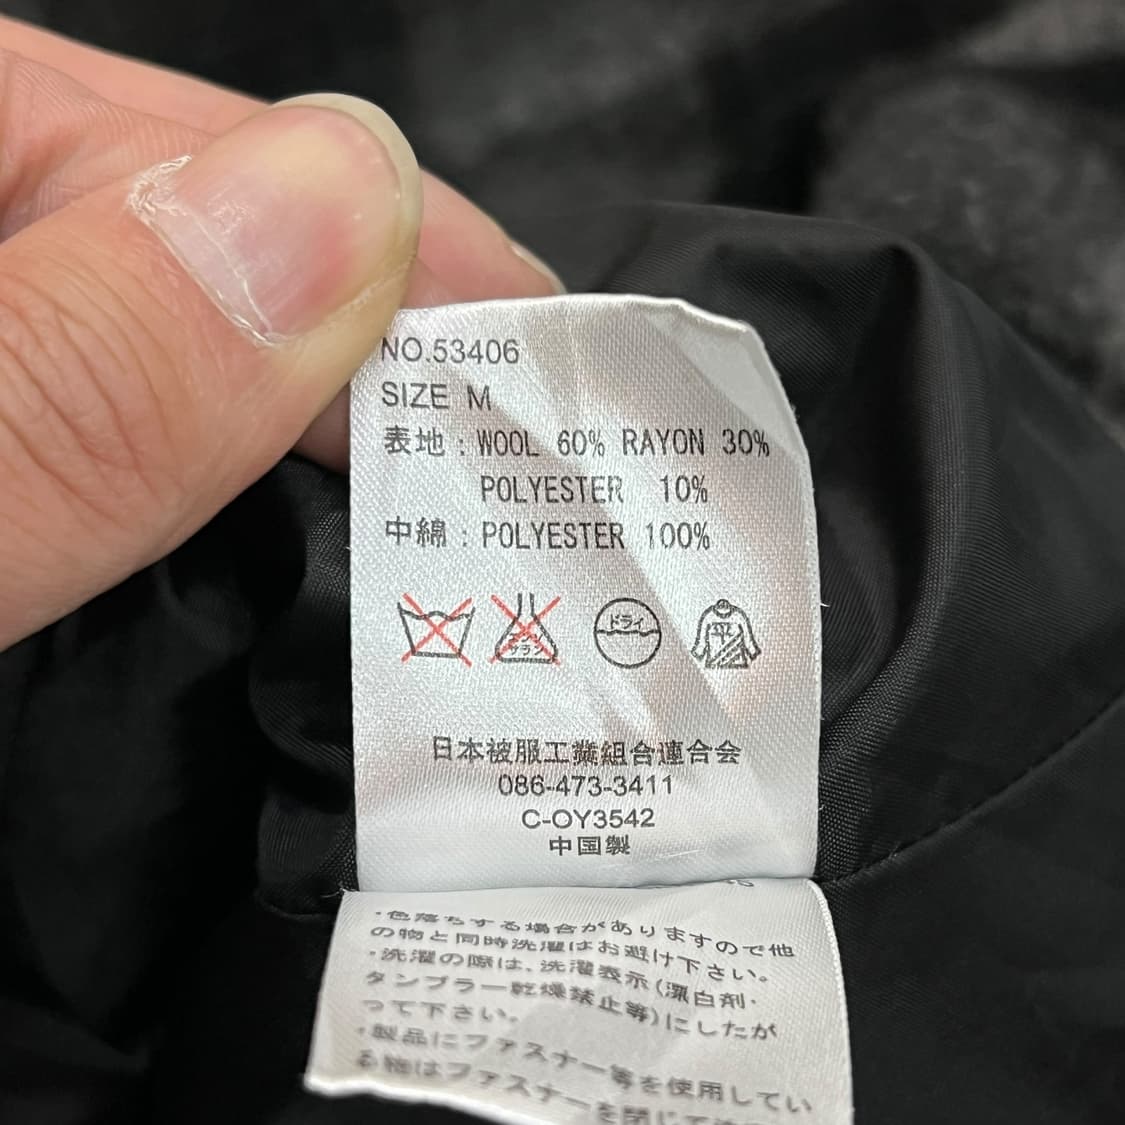 NO.53406
SIZE M
表地：WOOL 60% RAYON 30%
POLYESTER 10%
中綿：POLYESTER 100%
エンソ
サラシ
ドライ
平
日本被服工業組合連合会
086-473-3411
C-OY3542
中国製
・色落ちする場合がありますので他
の物と同時洗濯はお避け下さい。
・洗濯の際は、洗濯表示(漂白剤・
タンブラー乾燥禁止等)にしたが
って下さい。
・製品にファスナー等を使用してい
る物はファスナーを閉じて